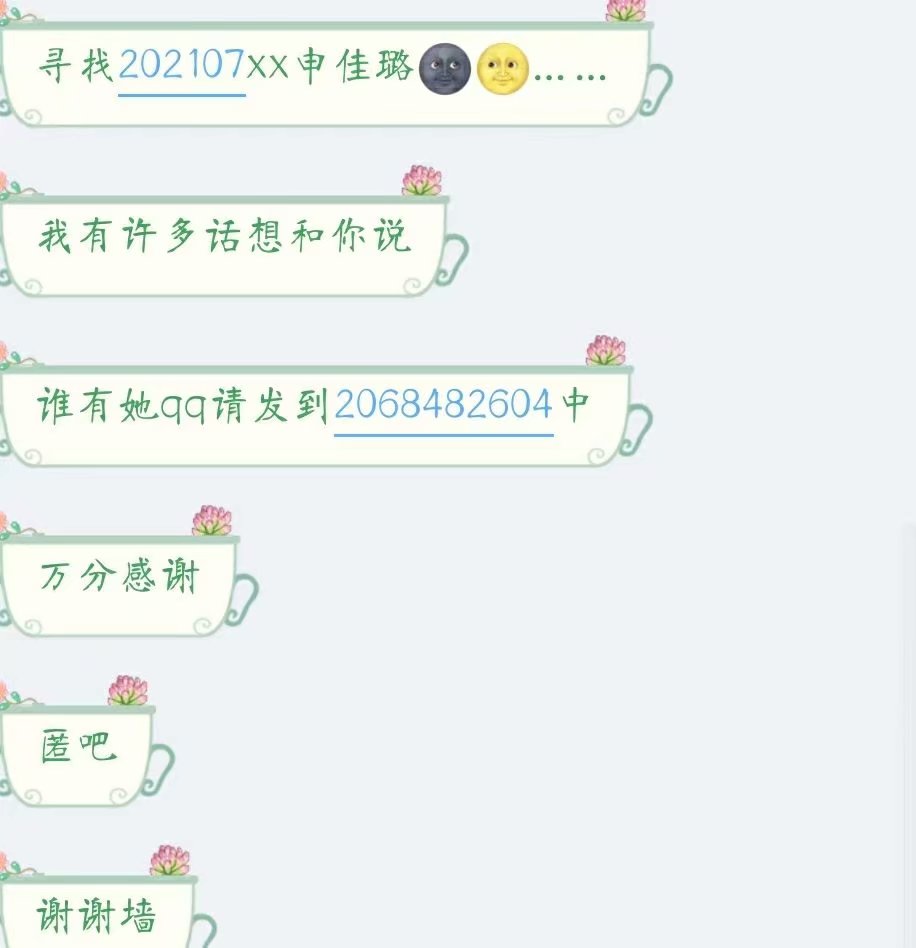 寻找202107xx申佳璐🌚🌝... ...
我有许多话想和你说
谁有她qq请发到2068482604中
万分感谢
匿吧
谢谢墙